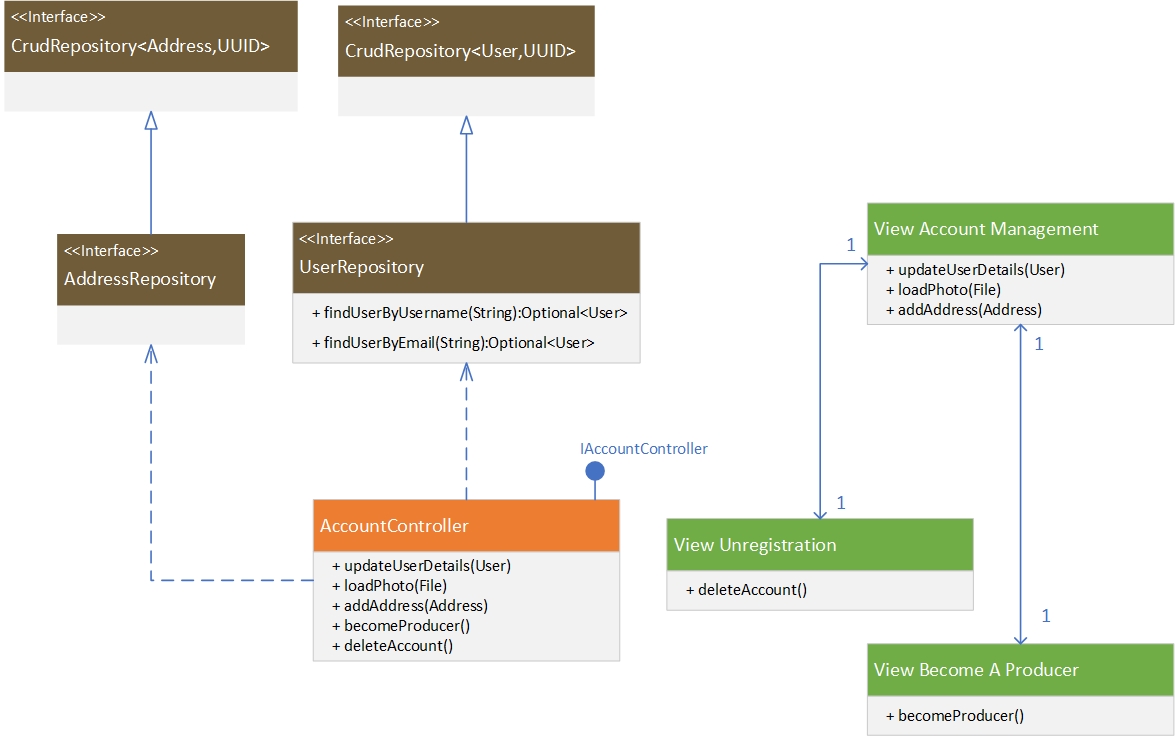 <<Interface>>
CrudRepository<Address,UUID>
<<Interface>>
CrudRepository<User,UUID>
<<Interface>>
AddressRepository
<<Interface>>
UserRepository
+ findUserByUsername(String):Optional<User>
+ findUserByEmail(String):Optional<User>
View Account Management
+ updateUserDetails(User)
+ loadPhoto(File)
+ addAddress(Address)
1
1
IAccountController
AccountController
+ updateUserDetails(User)
+ loadPhoto(File)
+ addAddress(Address)
+ becomeProducer()
+ deleteAccount()
1
View Unregistration
+ deleteAccount()
1
View Become A Producer
+ becomeProducer()